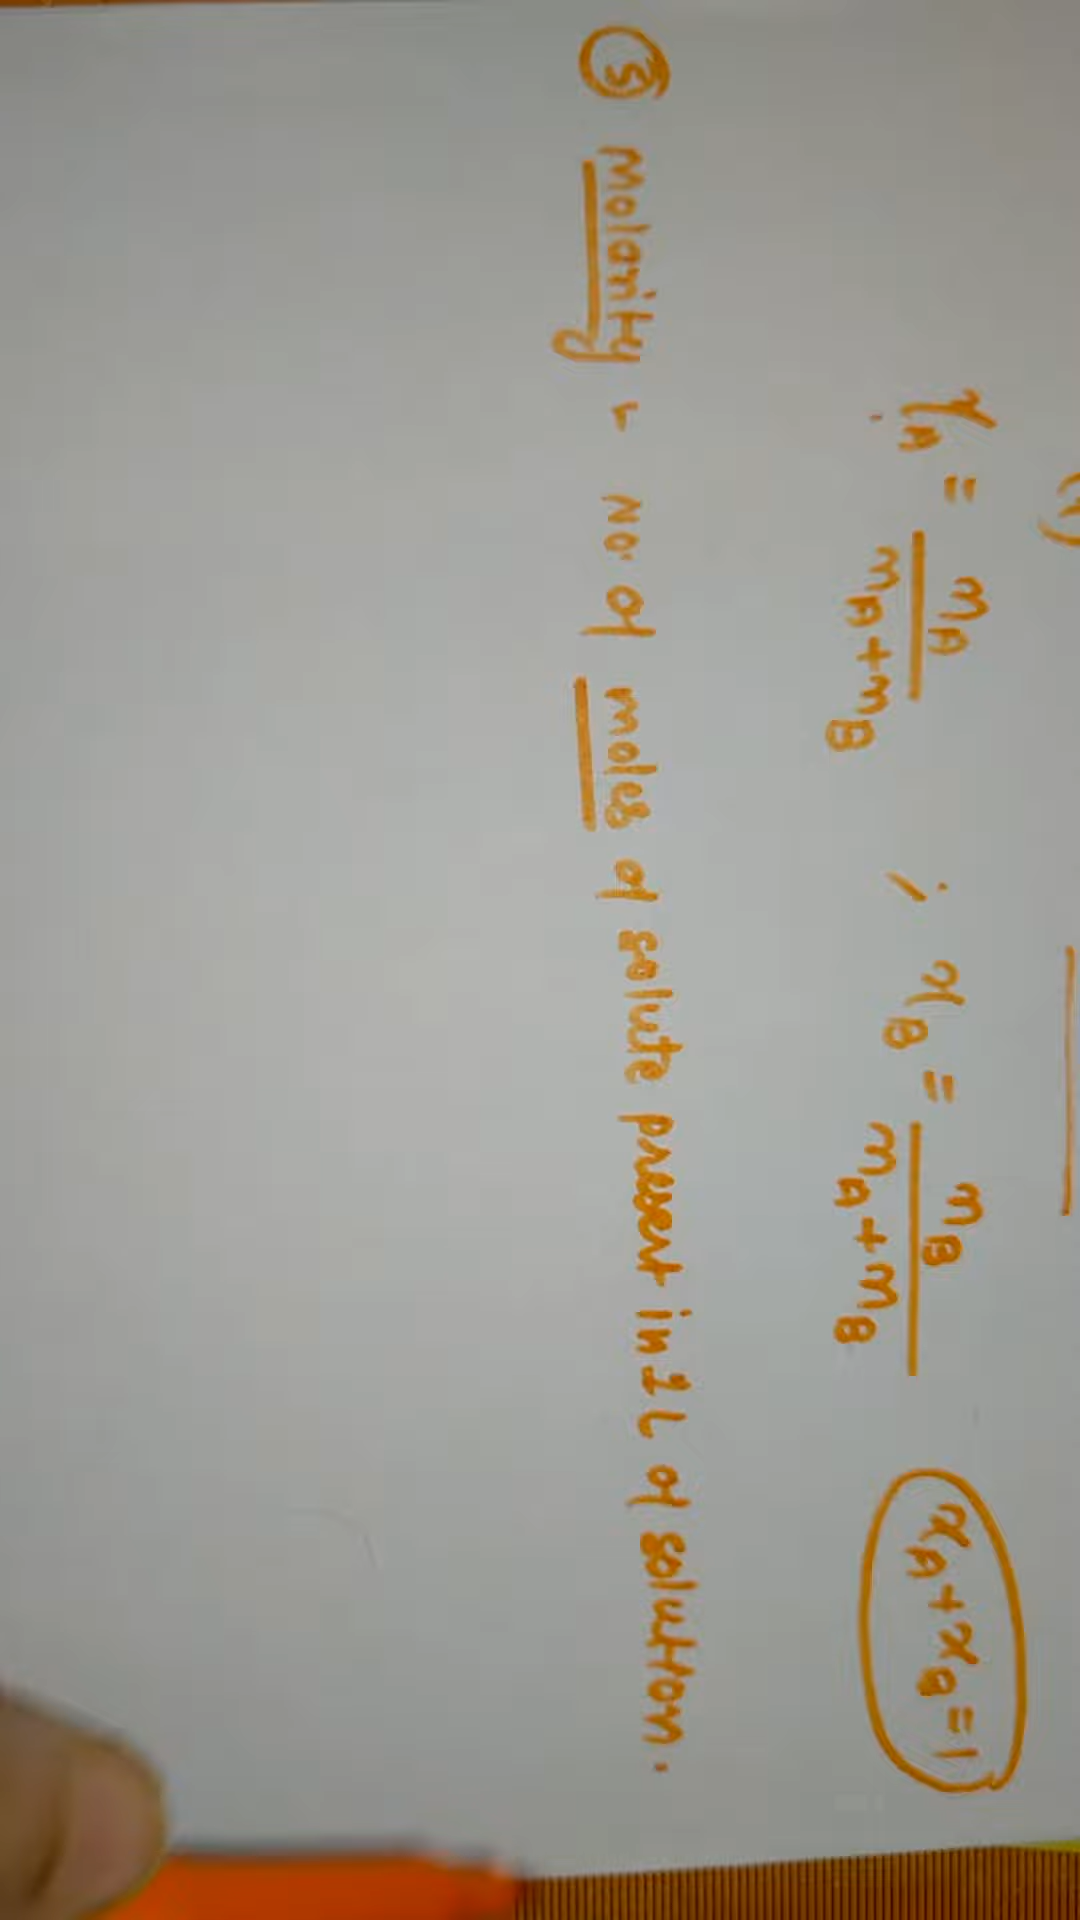 xA = nA / nA + nB ; xB = nB / nA + nB xA + xB = 1
⑤ Molarity - No. of moles of solute present in 1 L of solution.